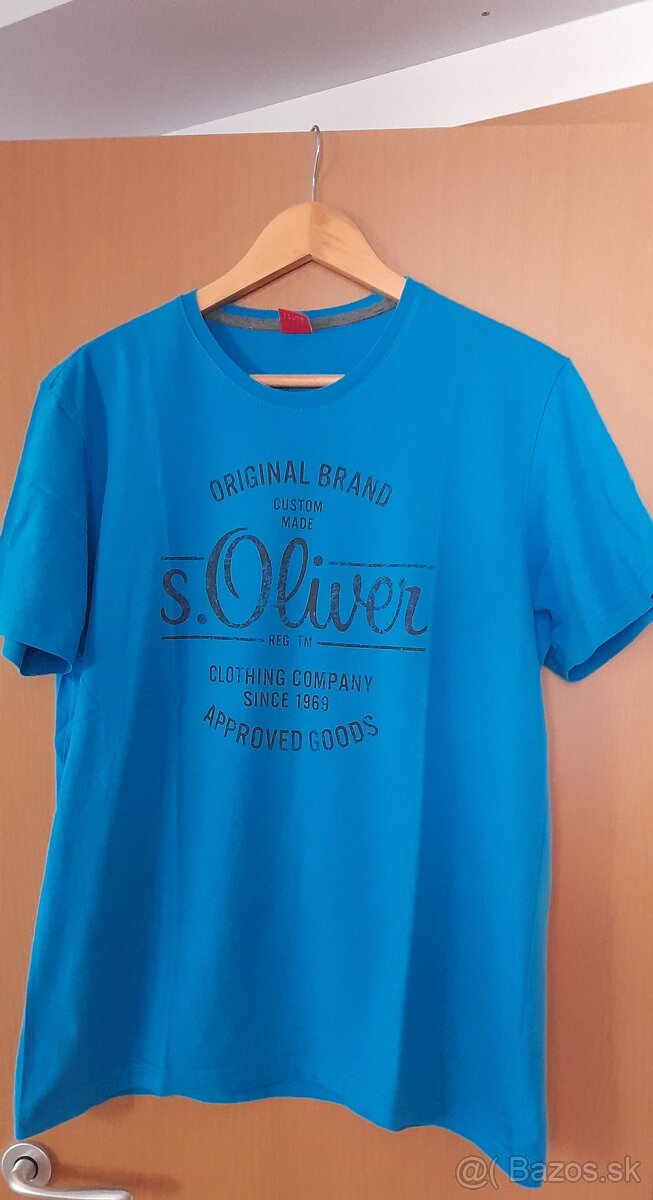 ORIGINAL BRAND
CUSTOM
MADE
s.Oliver
REG. TM
CLOTHING COMPANY
SINCE 1969
APPROVED GOODS
@( Bazos.sk